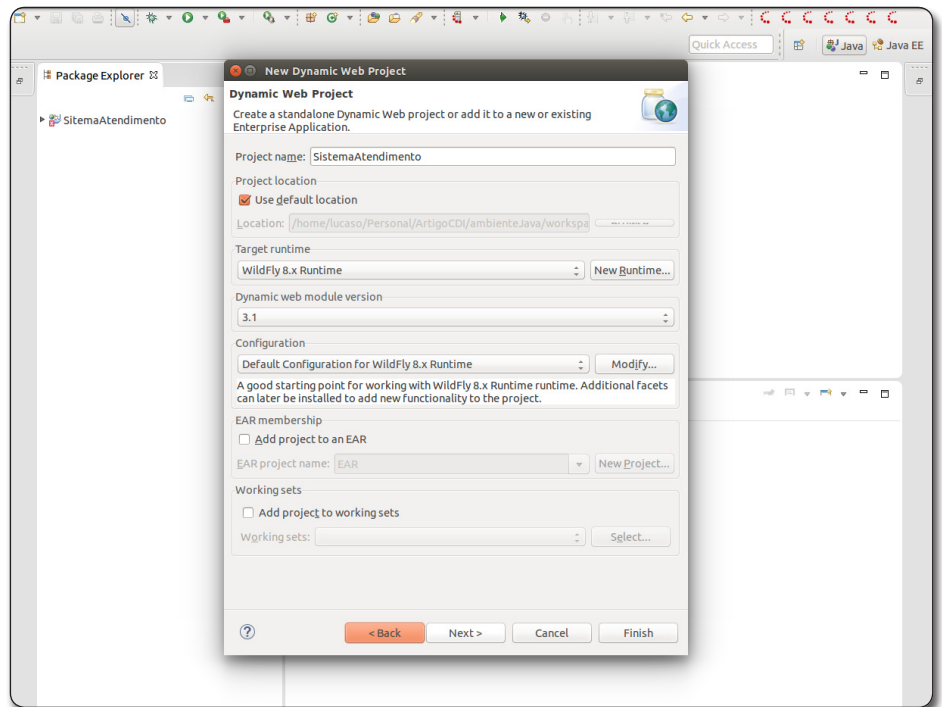 Quick Access
Java
Java EE
Package Explorer
SitemaAtendimento
New Dynamic Web Project
Dynamic Web Project
Create a standalone Dynamic Web project or add it to a new or existing
Enterprise Application.
Project name: SistemaAtendimento
Project location
Use default location
Location: /home/lucaso/Personal/ArtigoCDI/ambienteJava/workspa
Target runtime
WildFly 8.x Runtime New Runtime...
Dynamic web module version
3.1
Configuration
Default Configuration for WildFly 8.x Runtime Modify...
A good starting point for working with WildFly 8.x Runtime runtime. Additional facets
can later be installed to add new functionality to the project.
EAR membership
Add project to an EAR
EAR project name: EAR New Project...
Working sets
Add project to working sets
Working sets: Select...
< Back Next > Cancel Finish